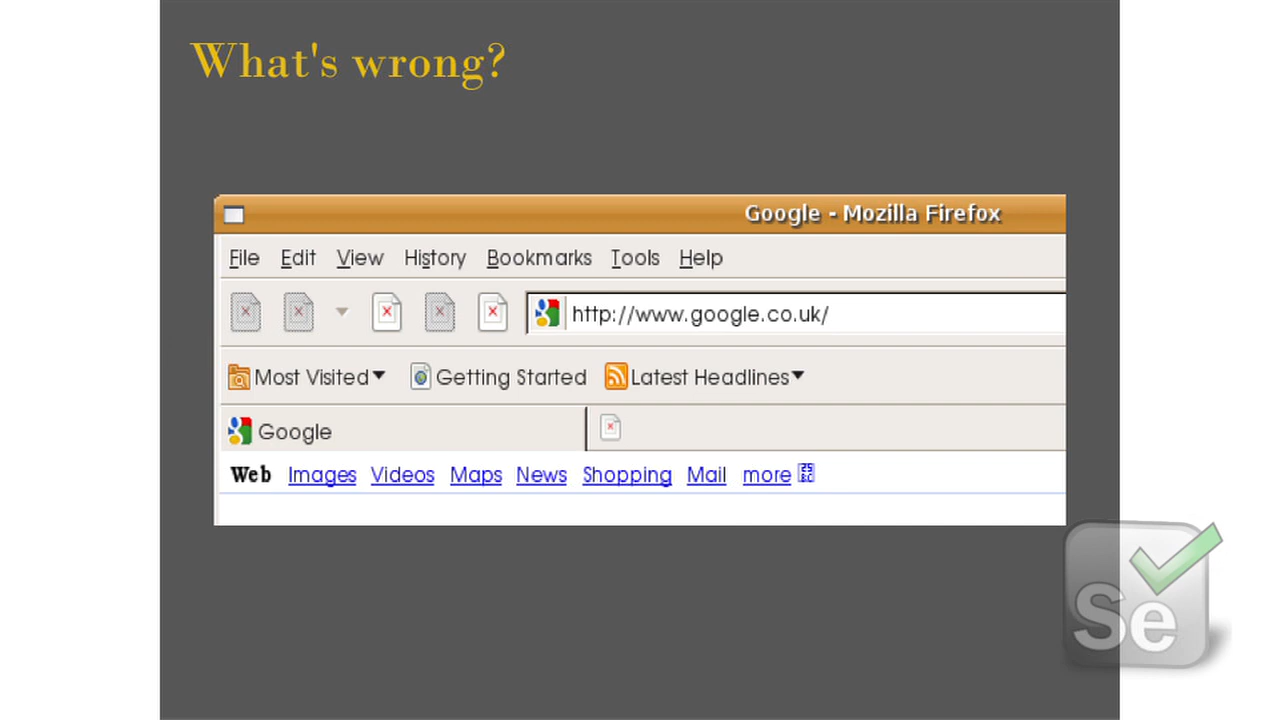 What's wrong?
Google - Mozilla Firefox
File Edit View History Bookmarks Tools Help
http://www.google.co.uk/
Most Visited Getting Started Latest Headlines
Google
Web Images Videos Maps News Shopping Mail more
Se